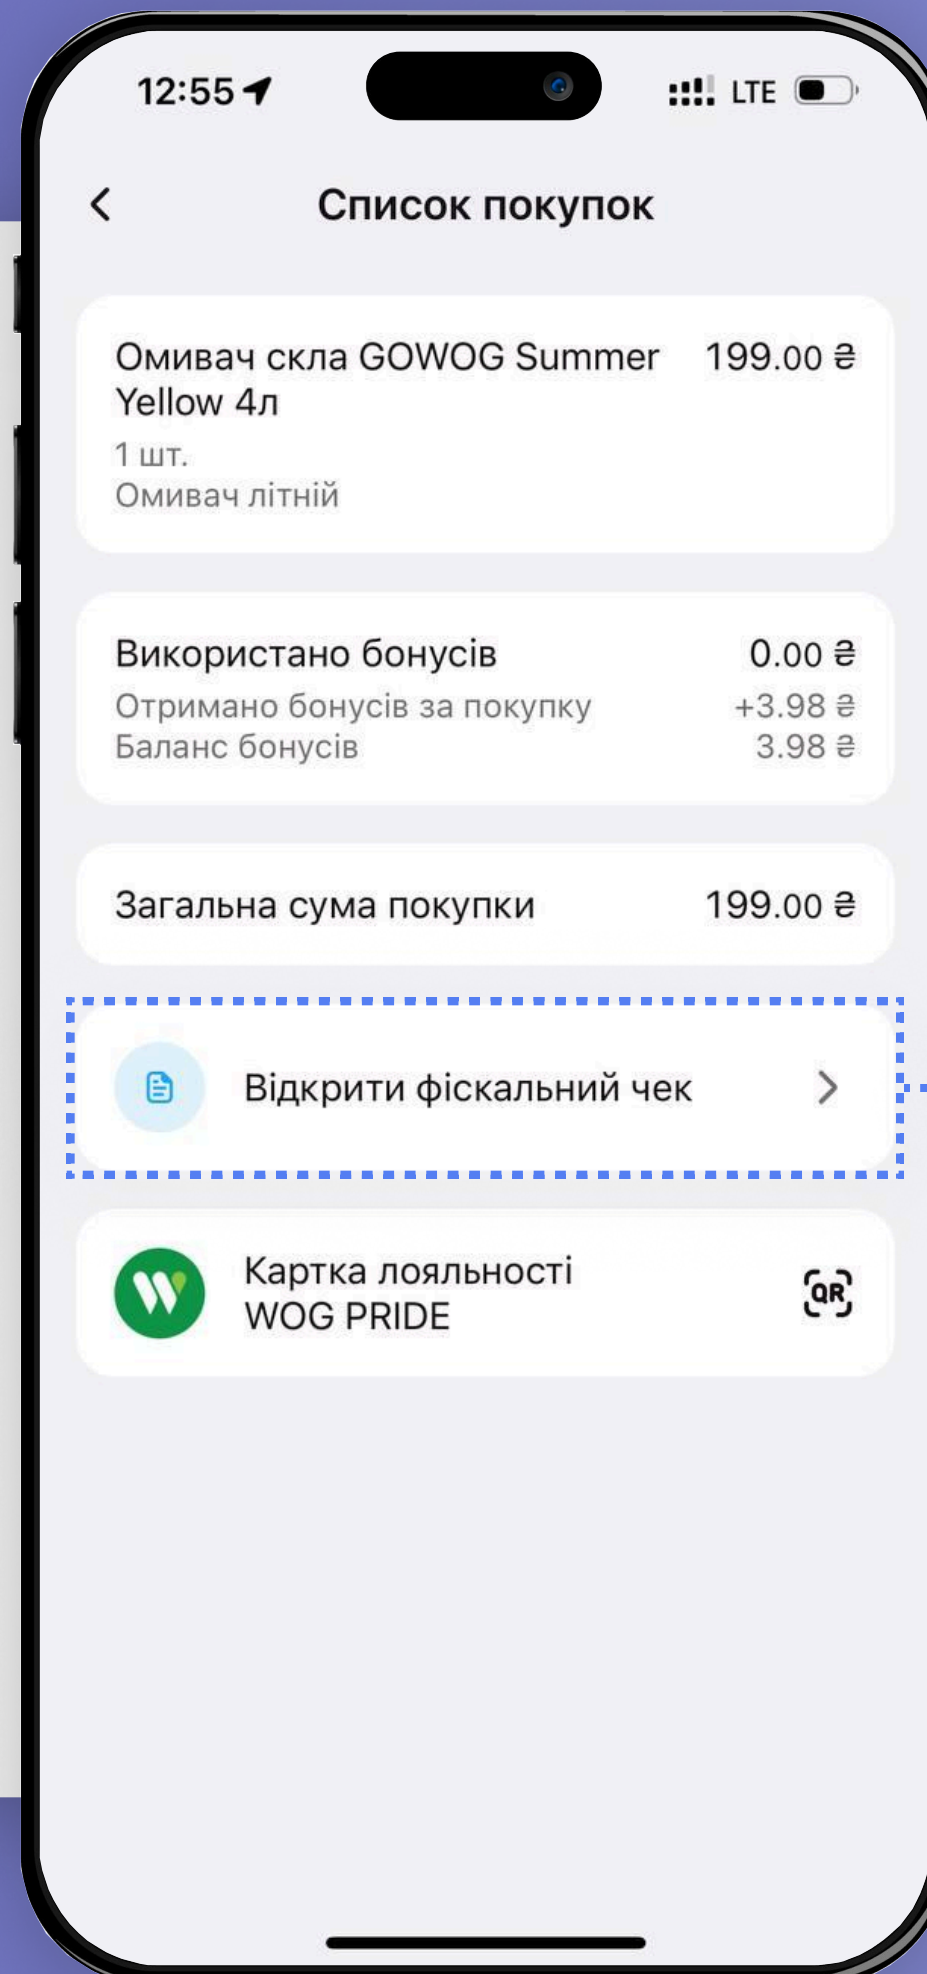 12:55 LTE
Список покупок
Омивач скла GOWOG Summer 199.00 ₴
Yellow 4л
1 шт.
Омивач літній
Використано бонусів 0.00 ₴
Отримано бонусів за покупку +3.98 ₴
Баланс бонусів 3.98 ₴
Загальна сума покупки 199.00 ₴
Відкрити фіскальний чек
Картка лояльності
WOG PRIDE
QR